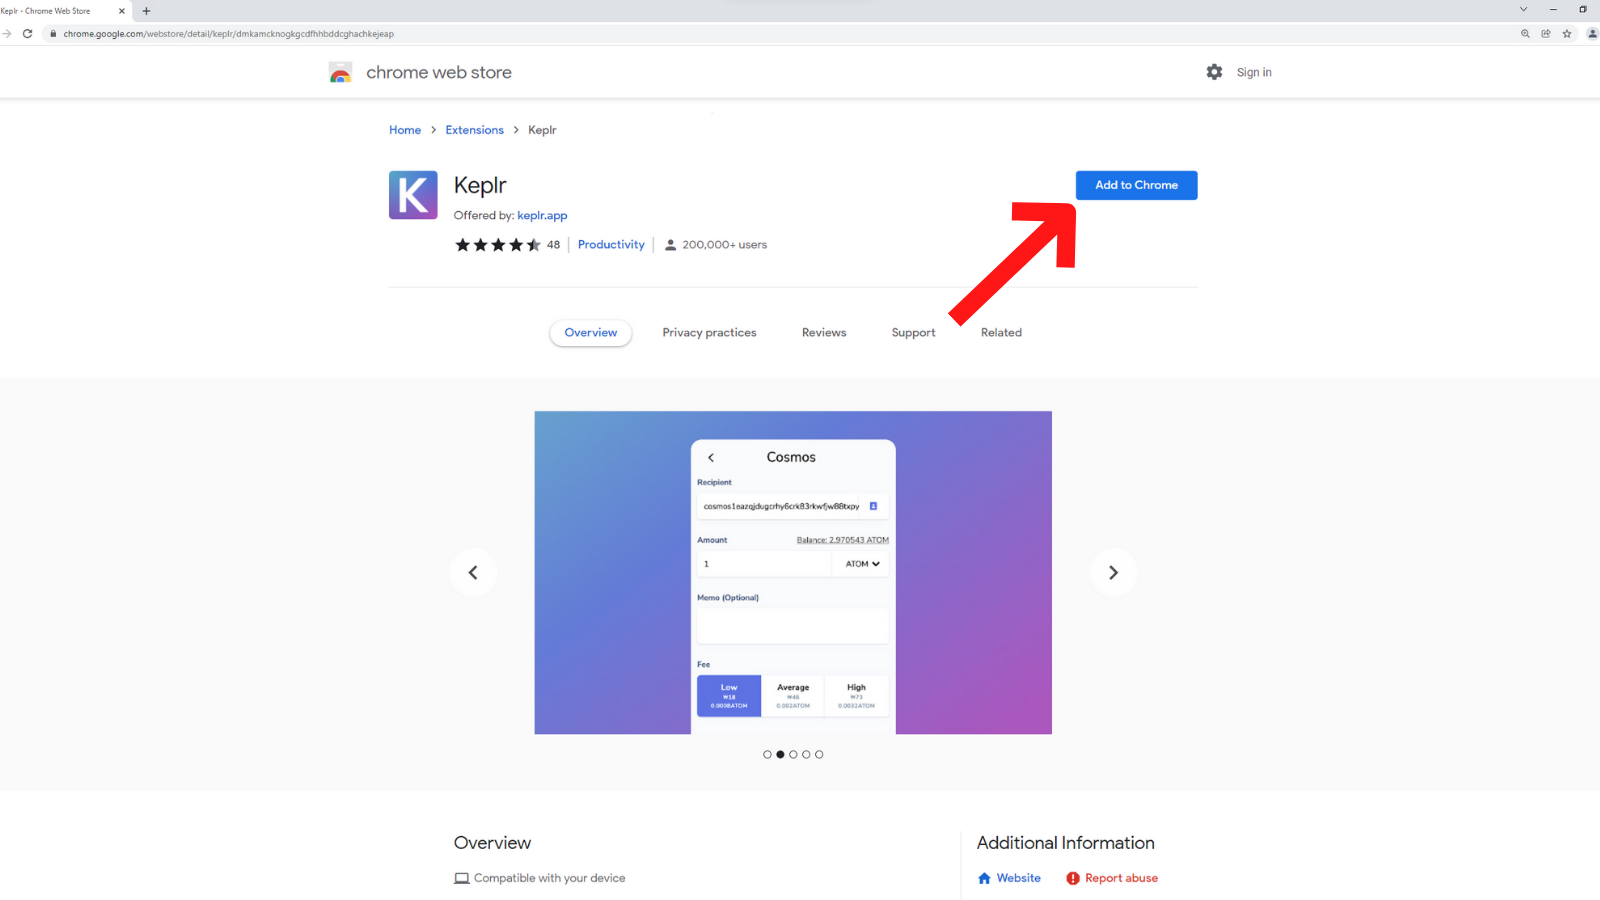 Keplr - Chrome Web Store
chrome.google.com/webstore/detail/keplr/dmkamcknogkgcdfhhbddcghachkejeap
chrome web store
Sign in
Home > Extensions > Keplr
K
Keplr
Add to Chrome
Offered by: keplr.app
48 Productivity 200,000+ users
Overview Privacy practices Reviews Support Related
Cosmos
Recipient
cosmos1eazqjdugcrhy6crk83rkwfjw88txpy
Amount Balance: 2.970543 ATOM
1 ATOM
Memo (Optional)
Fee
Low Average High
₩18 ₩46 ₩73
0.0008ATOM 0.002ATOM 0.0032ATOM
Overview
Additional Information
Compatible with your device
Website Report abuse